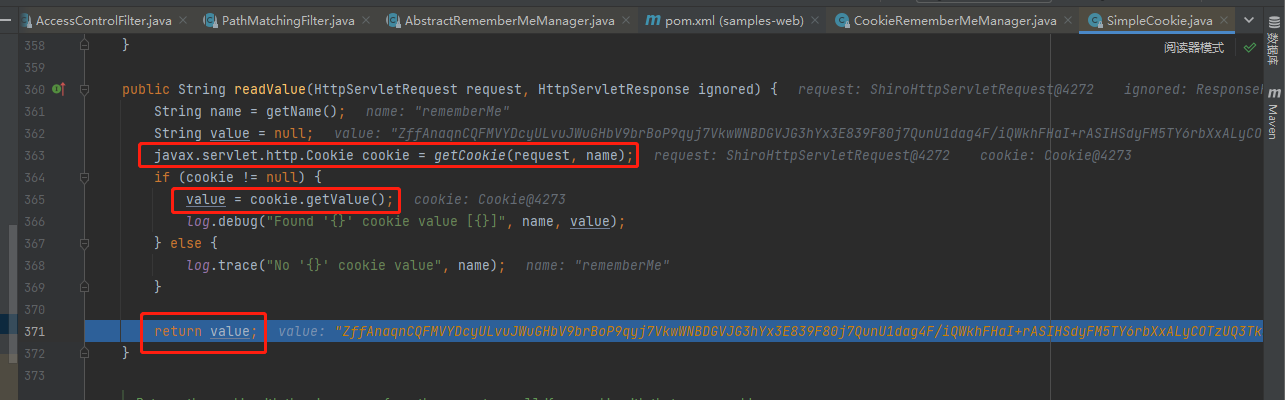 AccessControlFilter.java PathMatchingFilter.java AbstractRememberMeManager.java pom.xml (samples-web) CookieRememberMeManager.java SimpleCookie.java
阅读器模式
数据库
Maven
358 }
359
360 public String readValue(HttpServletRequest request, HttpServletResponse ignored) { request: ShiroHttpServletRequest@4272 ignored: Response
361 String name = getName(); name: "rememberMe"
362 String value = null; value: "ZffAnaqnCQFMVYDcyULvuJWuGHbV9brBoP9qyj7VkwWNBDGVJG3hYx3E839F80j7QunU1dag4F/iQWkhFHaI+rASIHSdyFM5TY6rbXxALyCO
363 javax.servlet.http.Cookie cookie = getCookie(request, name); request: ShiroHttpServletRequest@4272 cookie: Cookie@4273
364 if (cookie != null) {
365 value = cookie.getValue(); cookie: Cookie@4273
366 log.debug("Found '{}' cookie value [{}]", name, value);
367 } else {
368 log.trace("No '{}' cookie value", name); name: "rememberMe"
369 }
370
371 return value; value: "ZffAnaqnCQFMVYDcyULvuJWuGHbV9brBoP9qyj7VkwWNBDGVJG3hYx3E839F80j7QunU1dag4F/iQWkhFHaI+rASIHSdyFM5TY6rbXxALyCOTzUQ3Tk
372 }
373